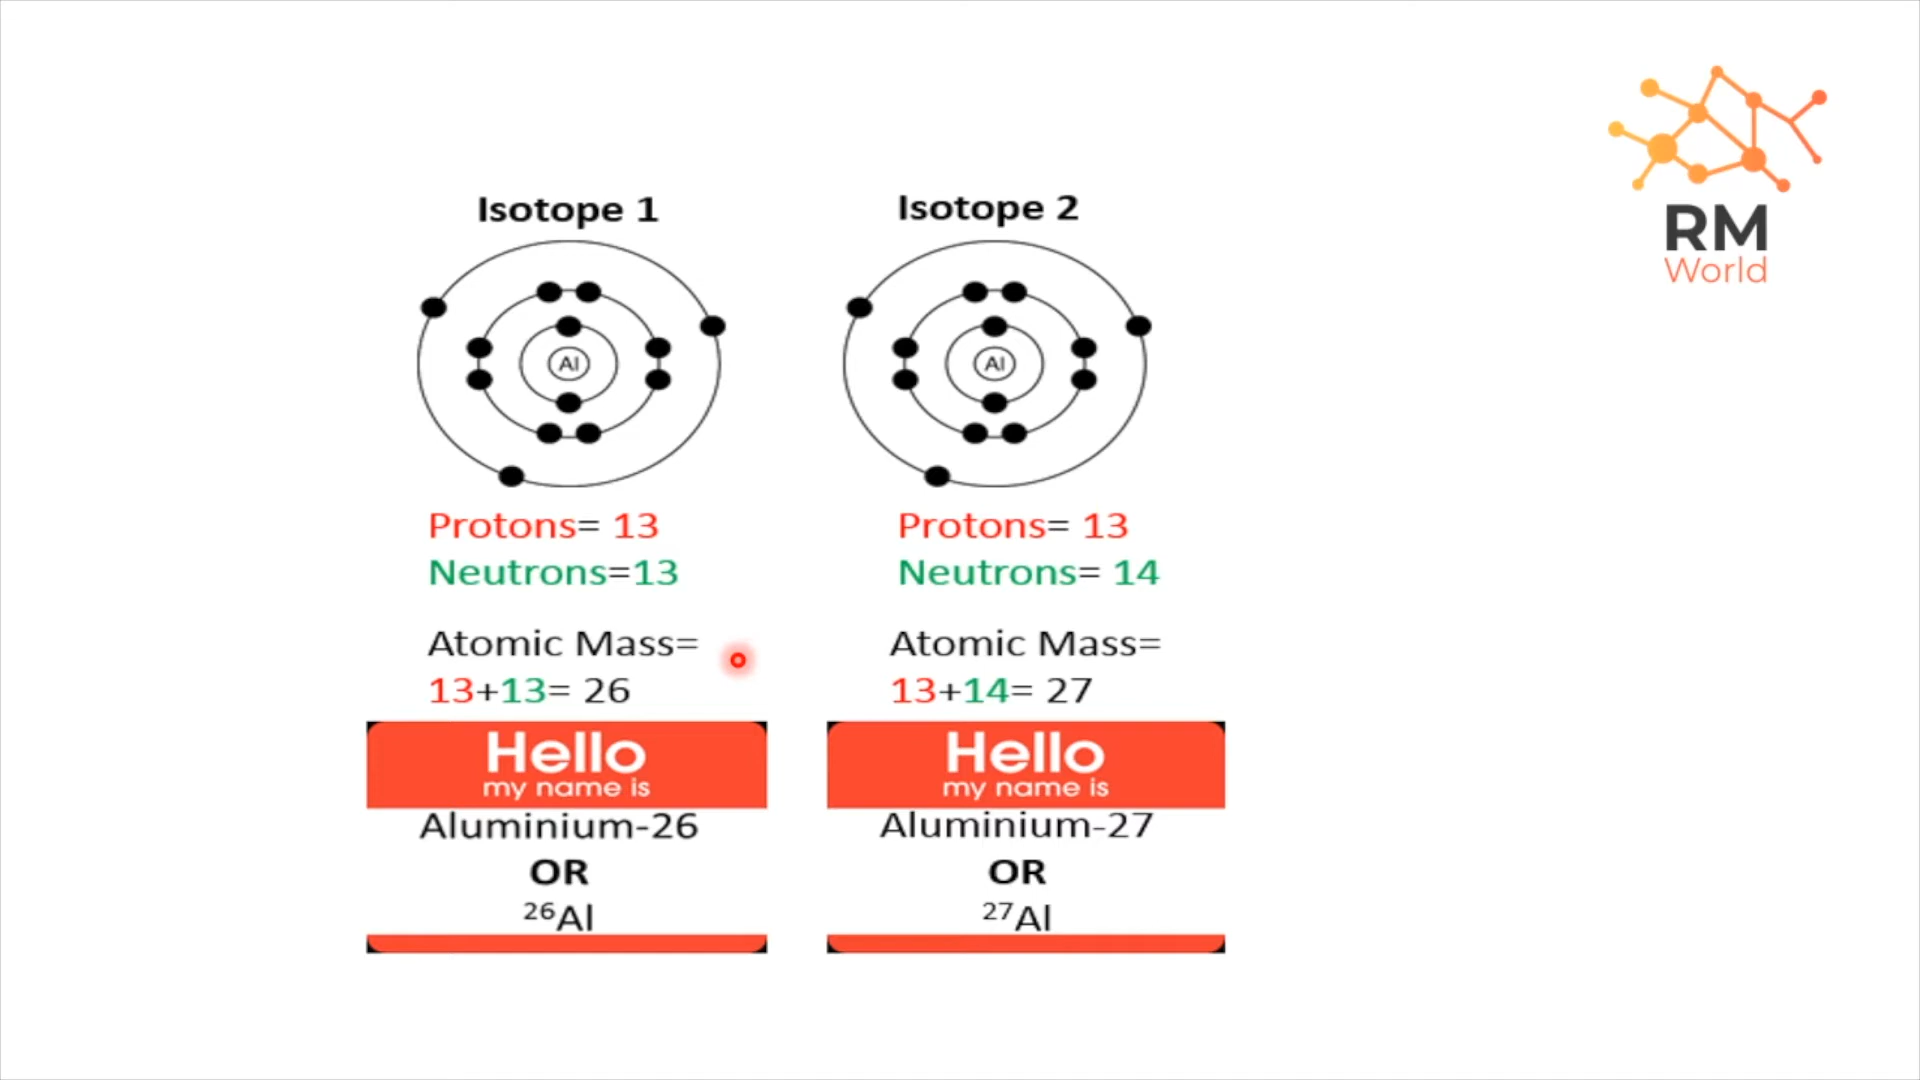 RM
World
Isotope 1
Al
Protons= 13
Neutrons=13
Atomic Mass=
13+13= 26
Hello
my name is
Aluminium-26
OR
²⁶Al
Isotope 2
Al
Protons= 13
Neutrons= 14
Atomic Mass=
13+14= 27
Hello
my name is
Aluminium-27
OR
²⁷Al